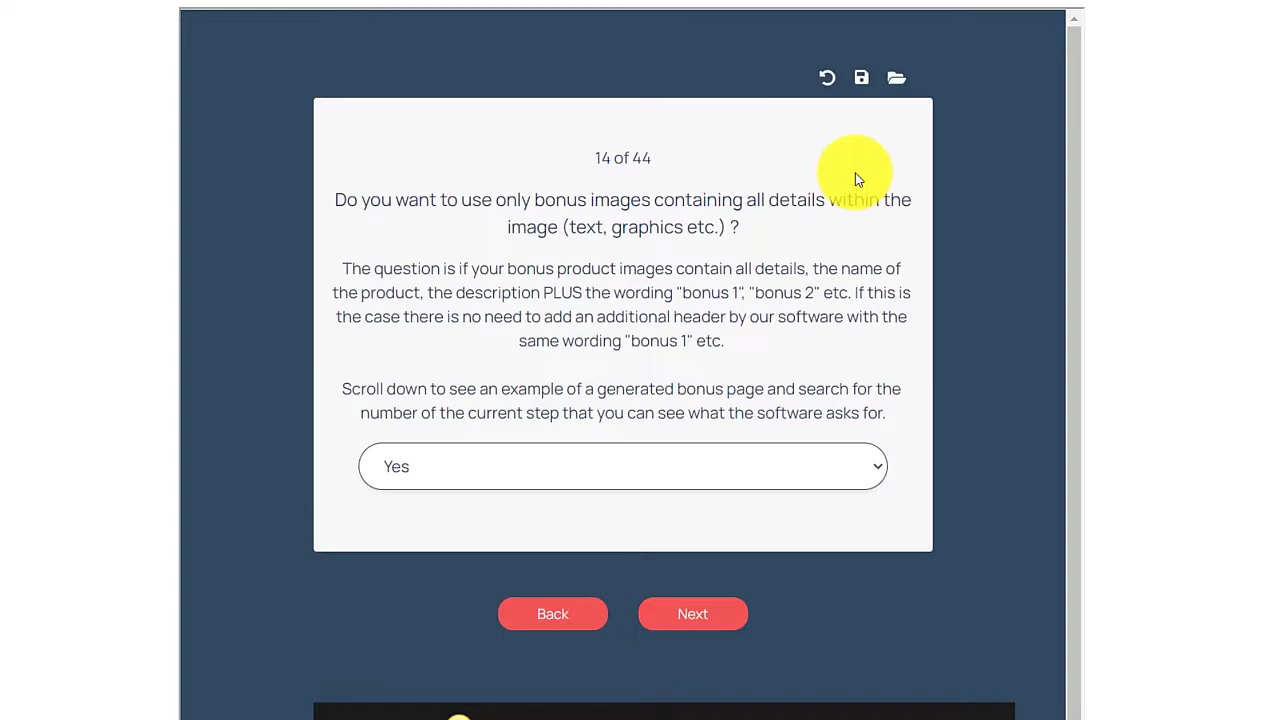 14 of 44
Do you want to use only bonus images containing all details within the
image (text, graphics etc.) ?
The question is if your bonus product images contain all details, the name of
the product, the description PLUS the wording "bonus 1", "bonus 2" etc. If this is
the case there is no need to add an additional header by our software with the
same wording "bonus 1" etc.
Scroll down to see an example of a generated bonus page and search for the
number of the current step that you can see what the software asks for.
Yes
Back
Next